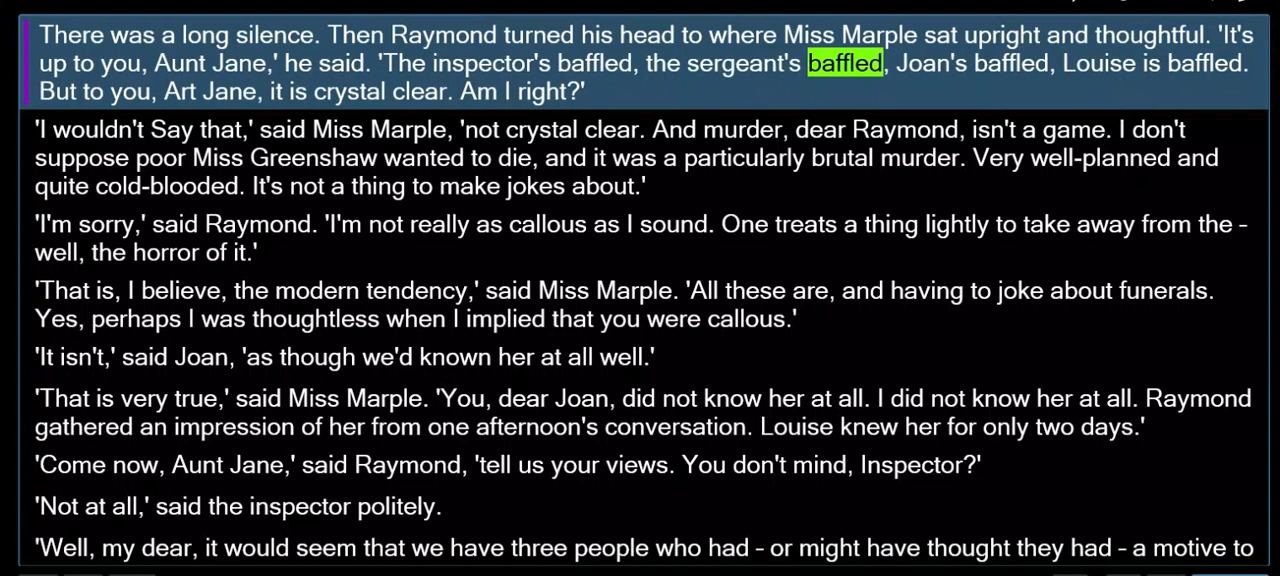 There was a long silence. Then Raymond turned his head to where Miss Marple sat upright and thoughtful. 'It's
up to you, Aunt Jane,' he said. 'The inspector's baffled, the sergeant's baffled, Joan's baffled, Louise is baffled.
But to you, Art Jane, it is crystal clear. Am I right?'
'I wouldn't Say that,' said Miss Marple, 'not crystal clear. And murder, dear Raymond, isn't a game. I don't
suppose poor Miss Greenshaw wanted to die, and it was a particularly brutal murder. Very well-planned and
quite cold-blooded. It's not a thing to make jokes about.'
'I'm sorry,' said Raymond. 'I'm not really as callous as I sound. One treats a thing lightly to take away from the –
well, the horror of it.'
'That is, I believe, the modern tendency,' said Miss Marple. 'All these are, and having to joke about funerals.
Yes, perhaps I was thoughtless when I implied that you were callous.'
'It isn't,' said Joan, 'as though we'd known her at all well.'
'That is very true,' said Miss Marple. 'You, dear Joan, did not know her at all. I did not know her at all. Raymond
gathered an impression of her from one afternoon's conversation. Louise knew her for only two days.'
'Come now, Aunt Jane,' said Raymond, 'tell us your views. You don't mind, Inspector?'
'Not at all,' said the inspector politely.
'Well, my dear, it would seem that we have three people who had – or might have thought they had – a motive to